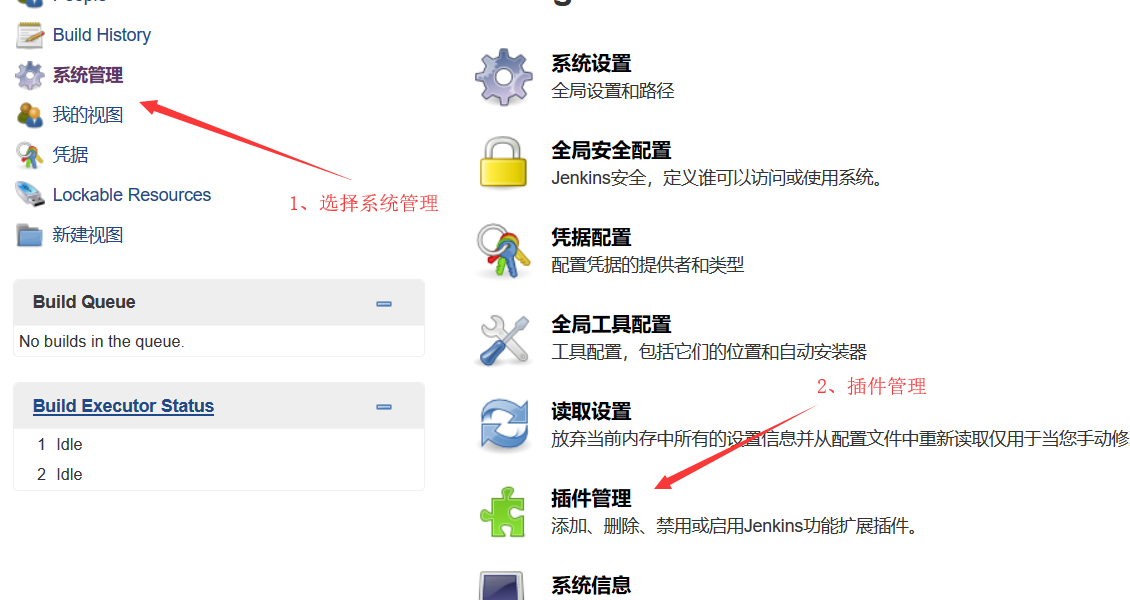 Build History
系统管理
我的视图
凭据
Lockable Resources
新建视图
1、选择系统管理
Build Queue
No builds in the queue.
Build Executor Status
1 Idle
2 Idle
系统设置
全局设置和路径
全局安全配置
Jenkins安全，定义谁可以访问或使用系统。
凭据配置
配置凭据的提供者和类型
全局工具配置
工具配置，包括它们的位置和自动安装器
2、插件管理
读取设置
放弃当前内存中所有的设置信息并从配置文件中重新读取仅用于当您手动修
插件管理
添加、删除、禁用或启用Jenkins功能扩展插件。
系统信息